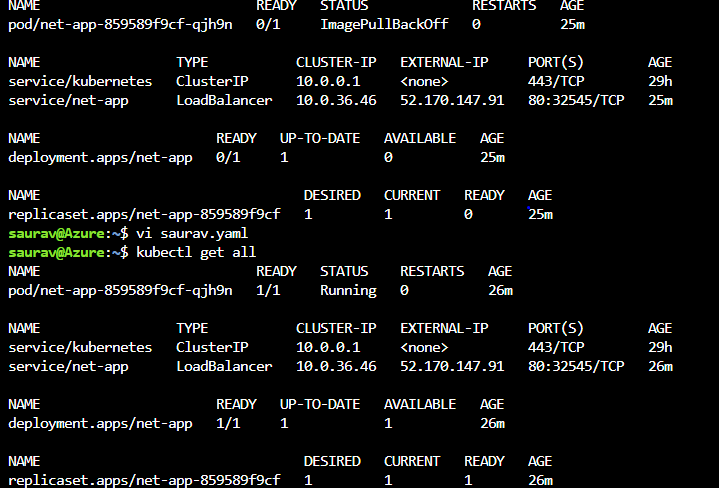 NAME READY STATUS RESTARTS AGE
pod/net-app-859589f9cf-qjh9n 0/1 ImagePullBackOff 0 25m
NAME TYPE CLUSTER-IP EXTERNAL-IP PORT(S) AGE
service/kubernetes ClusterIP 10.0.0.1 <none> 443/TCP 29h
service/net-app LoadBalancer 10.0.36.46 52.170.147.91 80:32545/TCP 25m
NAME READY UP-TO-DATE AVAILABLE AGE
deployment.apps/net-app 0/1 1 0 25m
NAME DESIRED CURRENT READY AGE
replicaset.apps/net-app-859589f9cf 1 1 0 25m
saurav@Azure:~$ vi saurav.yaml
saurav@Azure:~$ kubectl get all
NAME READY STATUS RESTARTS AGE
pod/net-app-859589f9cf-qjh9n 1/1 Running 0 26m
NAME TYPE CLUSTER-IP EXTERNAL-IP PORT(S) AGE
service/kubernetes ClusterIP 10.0.0.1 <none> 443/TCP 29h
service/net-app LoadBalancer 10.0.36.46 52.170.147.91 80:32545/TCP 26m
NAME READY UP-TO-DATE AVAILABLE AGE
deployment.apps/net-app 1/1 1 1 26m
NAME DESIRED CURRENT READY AGE
replicaset.apps/net-app-859589f9cf 1 1 1 26m